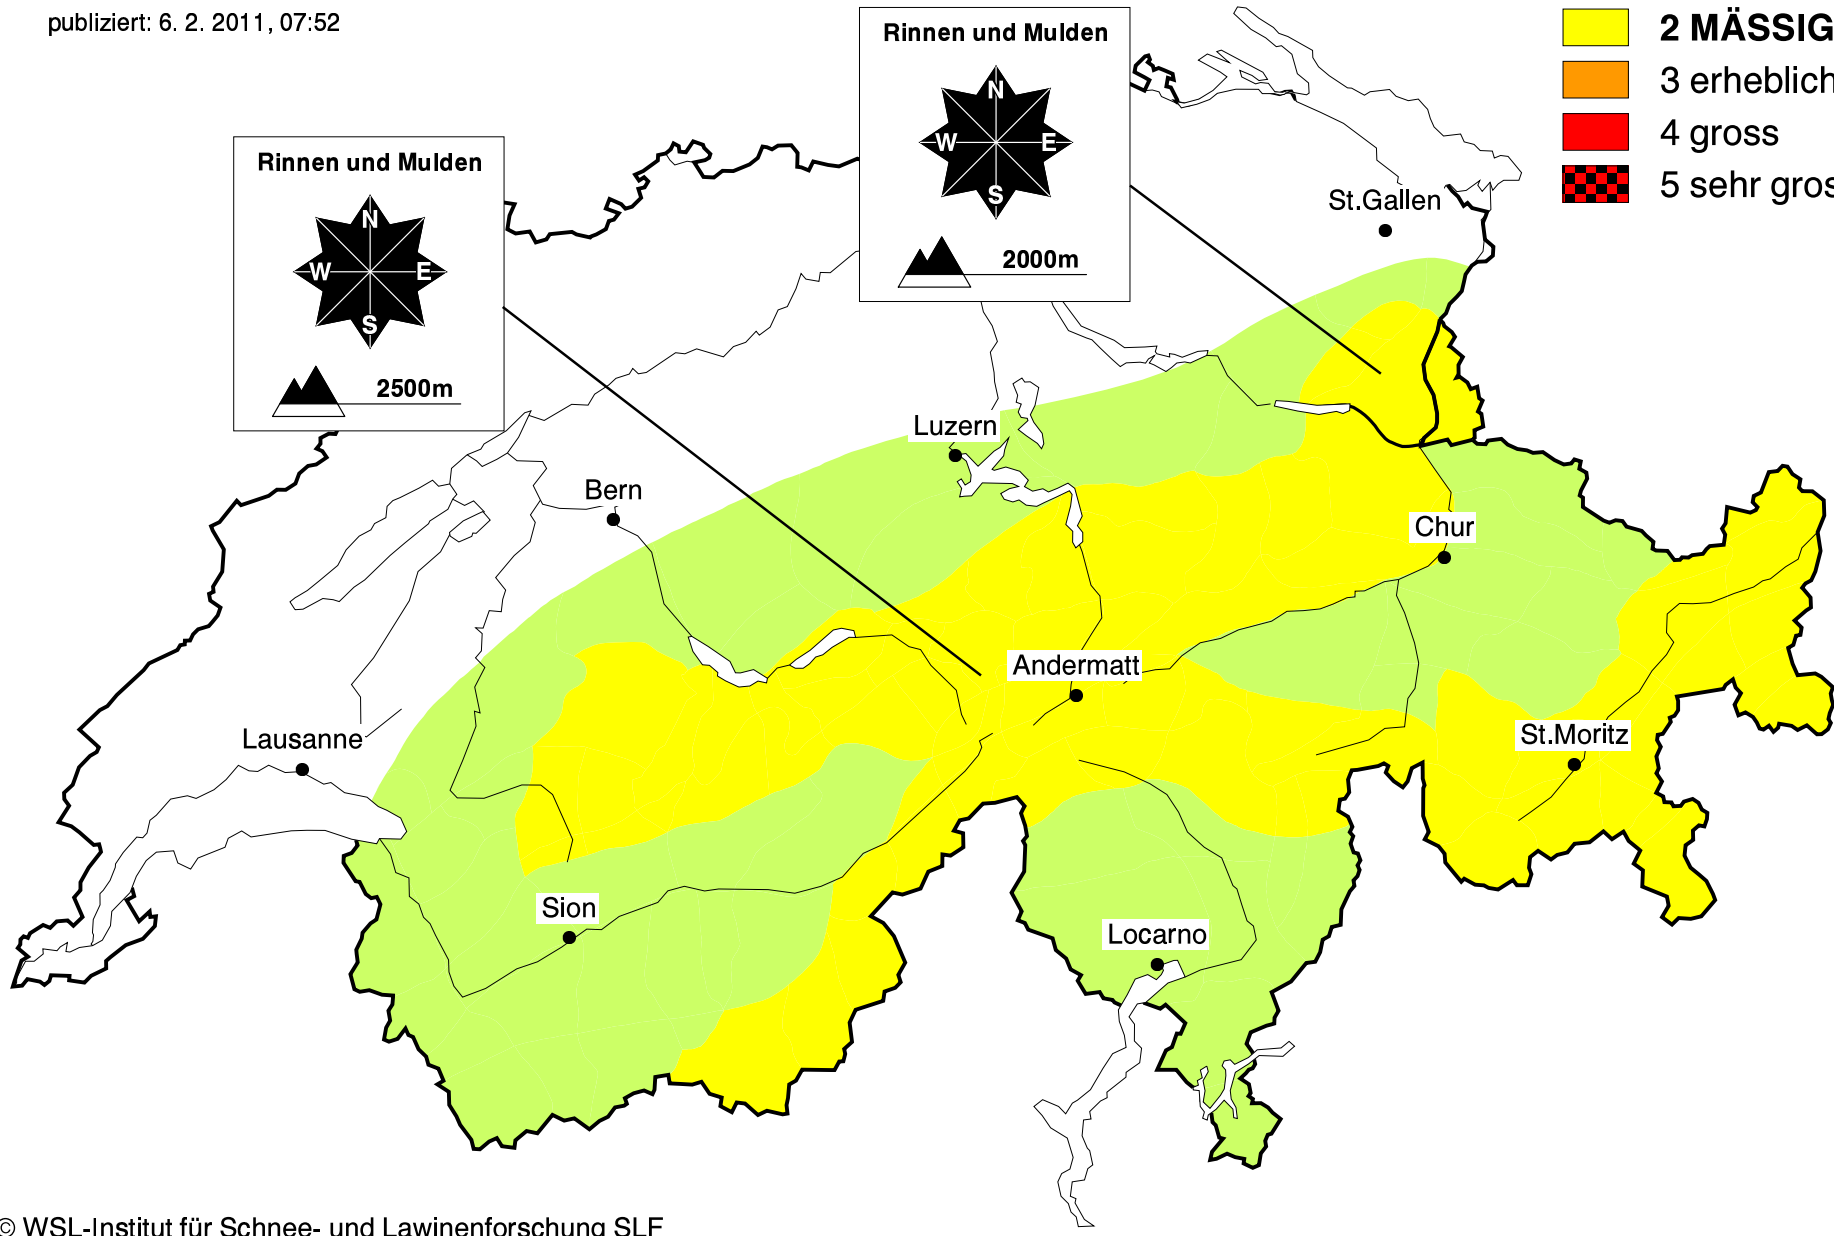 publiziert: 6. 2. 2011, 07:52
Rinnen und Mulden
N
W E
S
2000m
2 MÄSSIG
3 erheblich
4 gross
5 sehr gros
Rinnen und Mulden
N
W E
S
2500m
St.Gallen
Luzern
Bern
Chur
Andermatt
Lausanne
St.Moritz
Sion
Locarno
© WSL-Institut für Schnee- und Lawinenforschung SLF